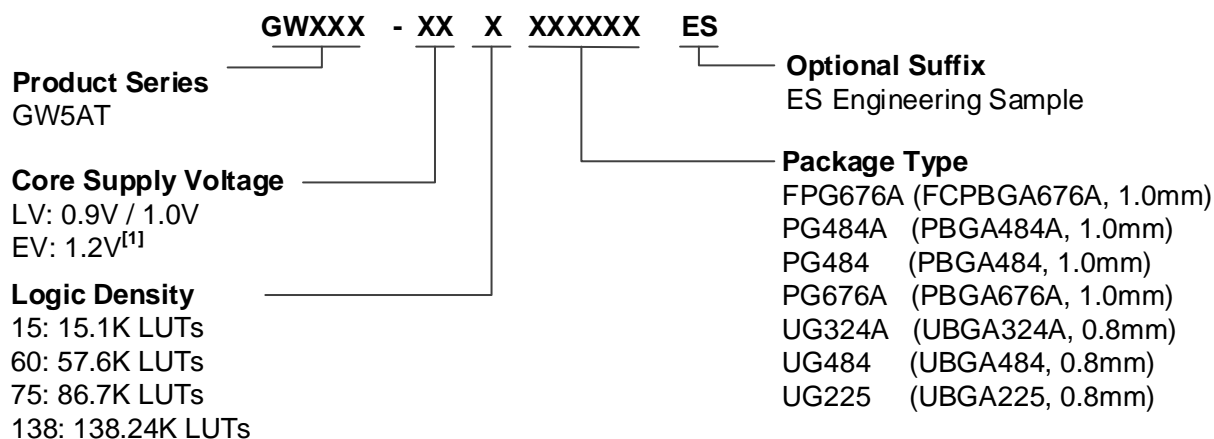 GWXXX - XX X XXXXXX ES
Product Series
GW5AT
Core Supply Voltage
LV: 0.9V / 1.0V
EV: 1.2V[1]
Logic Density
15: 15.1K LUTs
60: 57.6K LUTs
75: 86.7K LUTs
138: 138.24K LUTs
Optional Suffix
ES Engineering Sample
Package Type
FPG676A (FCPBGA676A, 1.0mm)
PG484A (PBGA484A, 1.0mm)
PG484 (PBGA484, 1.0mm)
PG676A (PBGA676A, 1.0mm)
UG324A (UBGA324A, 0.8mm)
UG484 (UBGA484, 0.8mm)
UG225 (UBGA225, 0.8mm)